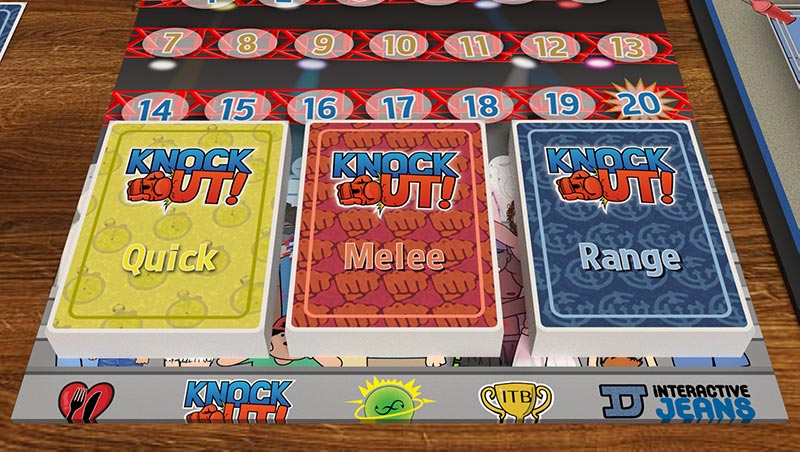 7 8 9 10 11 12 13
14 15 16 17 18 19 20
KNOCK OUT!
Quick
KNOCK OUT!
Melee
KNOCK OUT!
Range
KNOCK OUT!
ITB
INTERACTIVE
JEANS